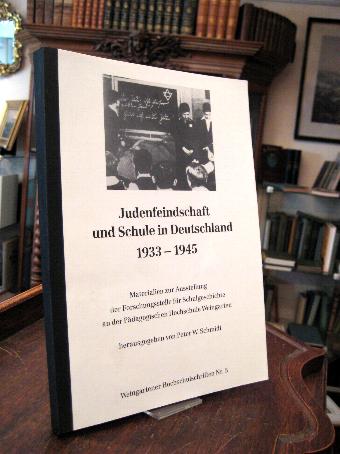 Judenfeindschaft
und Schule in Deutschland
1933 – 1945
Materialien zur Ausstellung
der Forschungsstelle für Schulgeschichte
an der Pädagogischen Hochschule Weingarten
herausgegeben von Peter W. Schmidt
Weingartener Hochschulschriften Nr. 5